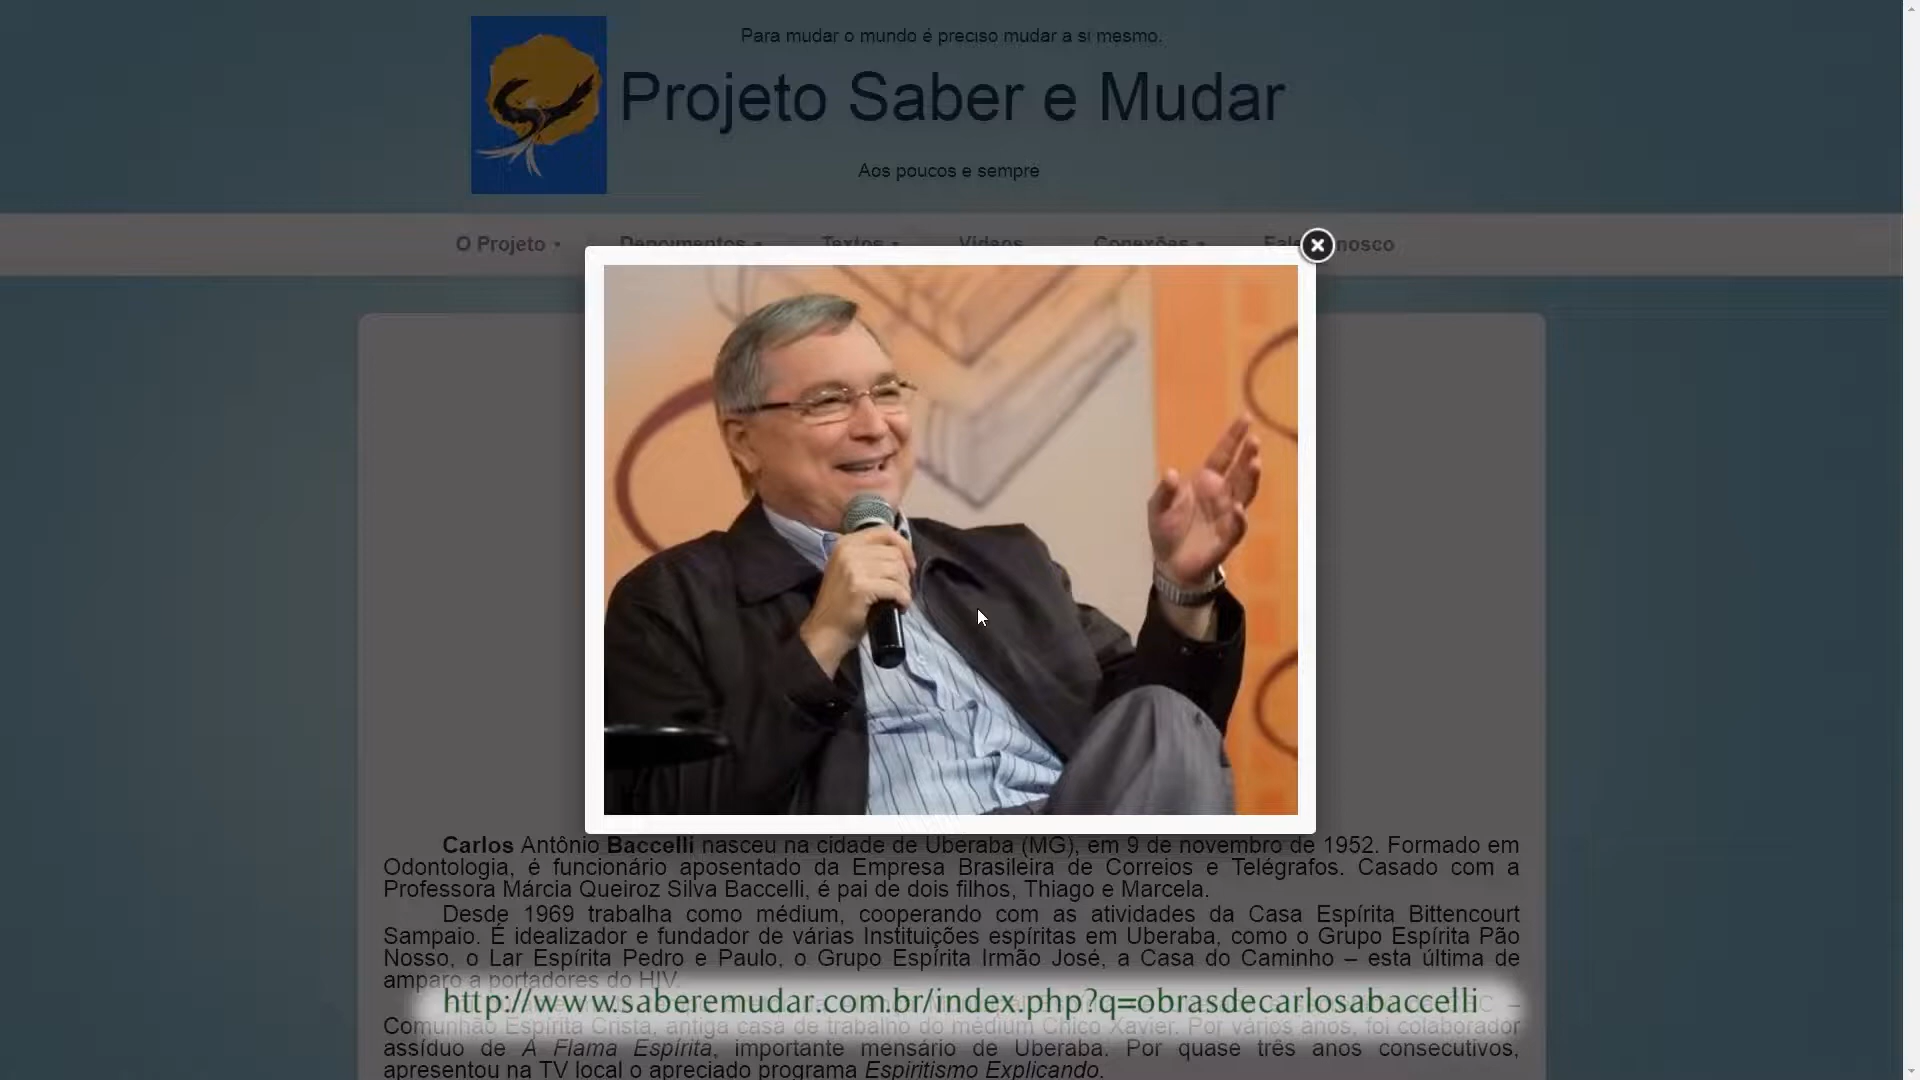 Para mudar o mundo é preciso mudar a si mesmo.
Projeto Saber e Mudar
Aos poucos e sempre
O Projeto Depoimentos Textos Vídeos Conexões Fale nosco
Carlos Antônio Baccelli nasceu na cidade de Uberaba (MG), em 9 de novembro de 1952. Formado em
Odontologia, é funcionário aposentado da Empresa Brasileira de Correios e Telégrafos. Casado com a
Professora Márcia Queiroz Silva Baccelli, é pai de dois filhos, Thiago e Marcela.
Desde 1969 trabalha como médium, cooperando com as atividades da Casa Espírita Bittencourt
Sampaio. É idealizador e fundador de várias Instituições espíritas em Uberaba, como o Grupo Espírita Pão
Nosso, o Lar Espírita Pedro e Paulo, o Grupo Espírita Irmão José, a Casa do Caminho – esta última de
amparo a portadores do HIV.
http://www.saberemudar.com.br/index.php?q=obrasdecarlosabaccelli
Comunhão Espírita Cristã, antiga casa de trabalho do médium Chico Xavier. Por vários anos, foi colaborador
assíduo de A Flama Espírita, importante mensário de Uberaba. Por quase três anos consecutivos,
apresentou na TV local o apreciado programa Espiritismo Explicando.